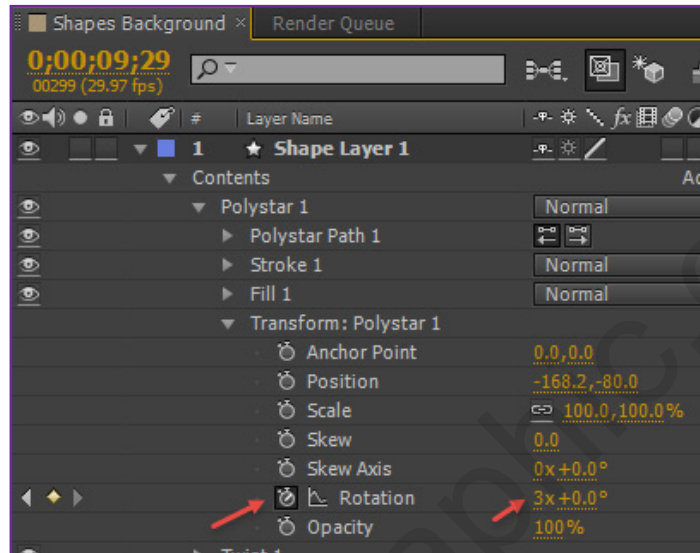 Shapes Background × Render Queue
0;00;09;29
00299 (29.97 fps)
# Layer Name fx
1 ★ Shape Layer 1
Contents
Polystar 1 Normal
Polystar Path 1
Stroke 1 Normal
Fill 1 Normal
Transform: Polystar 1
Anchor Point 0.0,0.0
Position -168.2,-80.0
Scale 100.0,100.0%
Skew 0.0
Skew Axis 0x+0.0°
Rotation 3x+0.0°
Opacity 100%